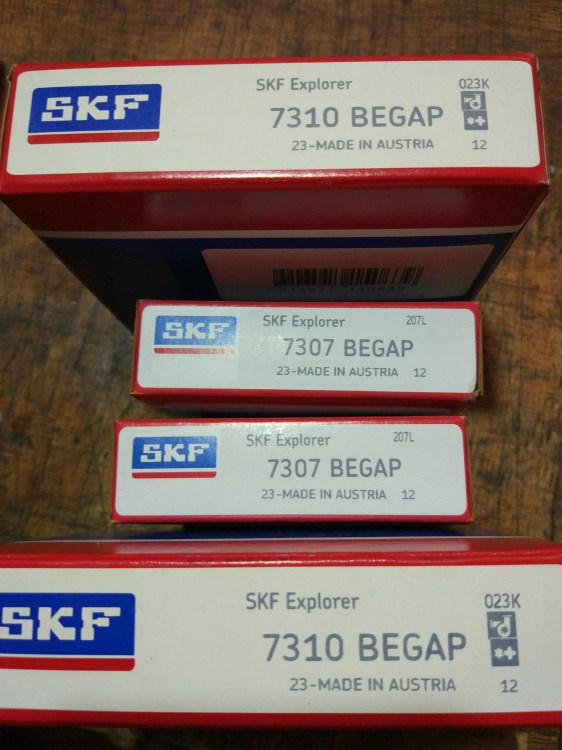 SKF
SKF Explorer
023K
7310 BEGAP
23-MADE IN AUSTRIA
12
SKF
SKF Explorer
207L
7307 BEGAP
23-MADE IN AUSTRIA
12
SKF
SKF Explorer
207L
7307 BEGAP
23-MADE IN AUSTRIA
12
SKF
SKF Explorer
023K
7310 BEGAP
23-MADE IN AUSTRIA
12